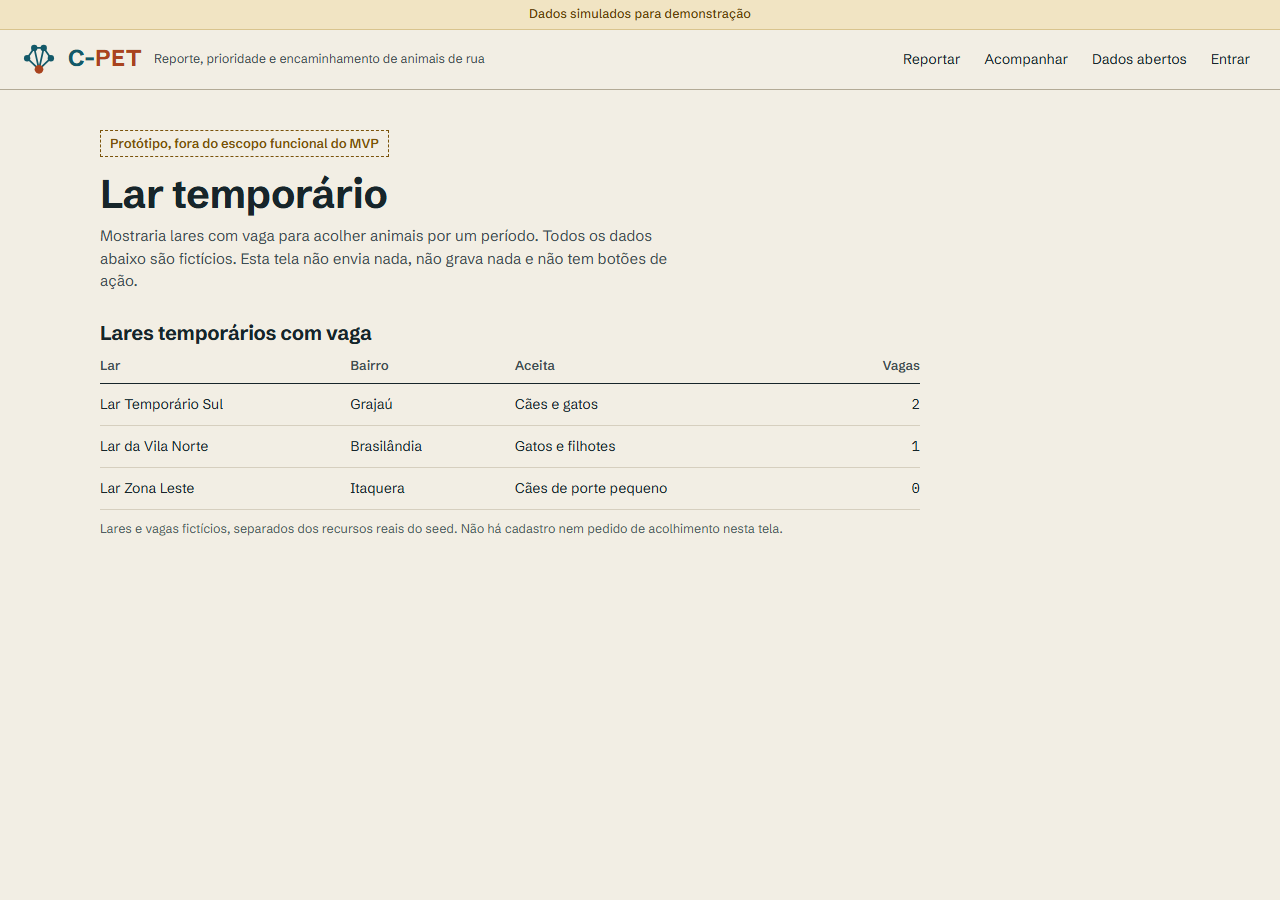 Dados simulados para demonstração
C-PET Reporte, prioridade e encaminhamento de animais de rua Reportar Acompanhar Dados abertos Entrar
Protótipo, fora do escopo funcional do MVP
Lar temporário
Mostraria lares com vaga para acolher animais por um período. Todos os dados
abaixo são fictícios. Esta tela não envia nada, não grava nada e não tem botões de
ação.
Lares temporários com vaga
Lar Bairro Aceita Vagas
Lar Temporário Sul Grajaú Cães e gatos 2
Lar da Vila Norte Brasilândia Gatos e filhotes 1
Lar Zona Leste Itaquera Cães de porte pequeno 0
Lares e vagas fictícios, separados dos recursos reais do seed. Não há cadastro nem pedido de acolhimento nesta tela.